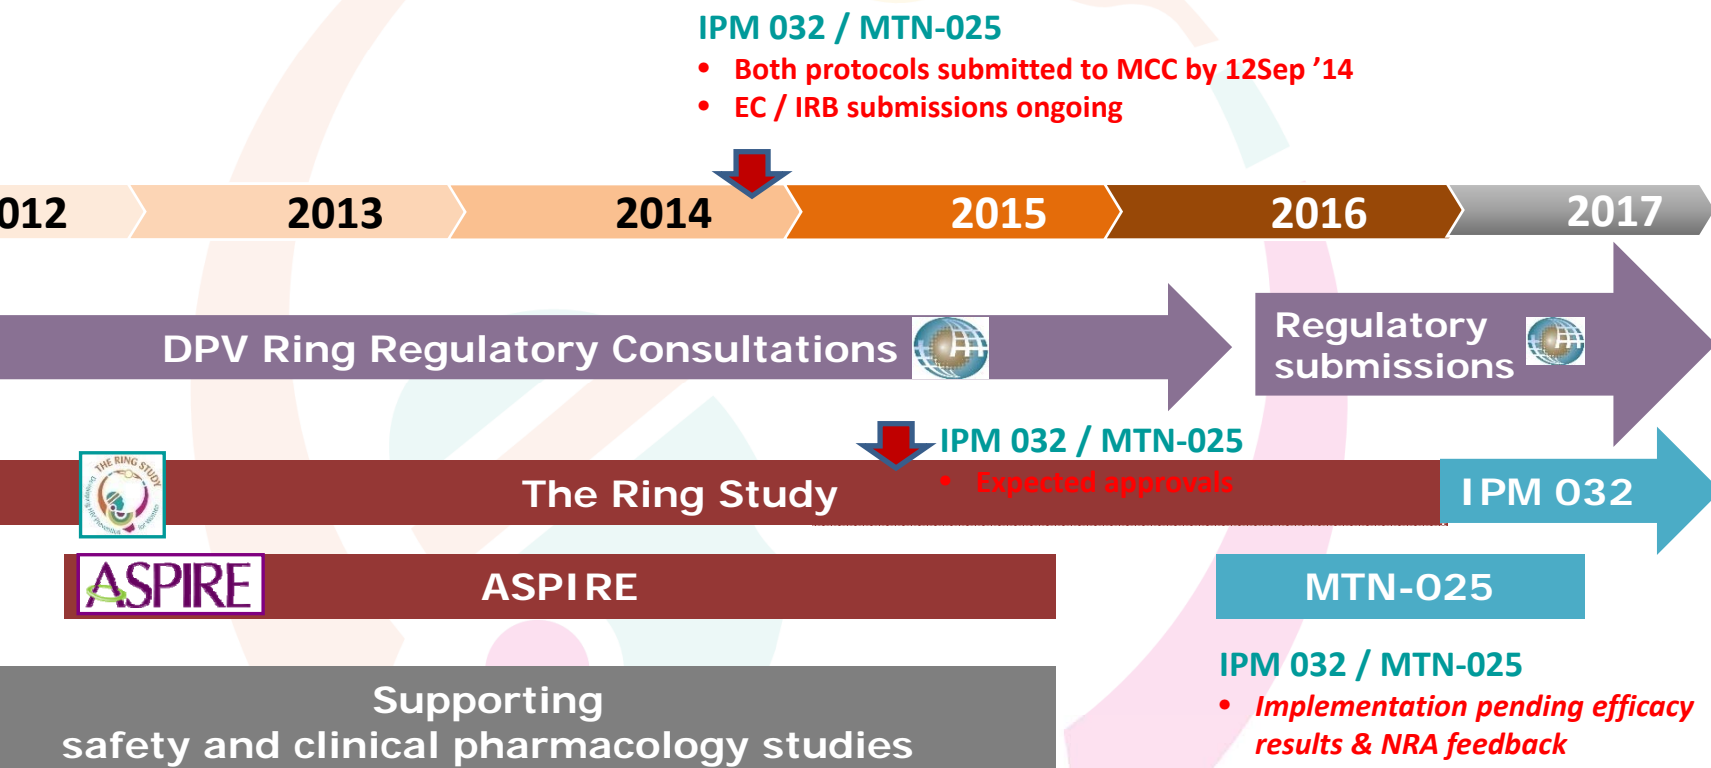 IPM 032 / MTN-025
• Both protocols submitted to MCC by 12Sep ’14
• EC / IRB submissions ongoing
012 2013 2014 2015 2016 2017
DPV Ring Regulatory Consultations
Regulatory
submissions
IPM 032 / MTN-025
• Expected approvals
THE RING STUDY
The Ring Study
IPM 032
ASPIRE
ASPIRE
MTN-025
Supporting
safety and clinical pharmacology studies
IPM 032 / MTN-025
• Implementation pending efficacy
results & NRA feedback